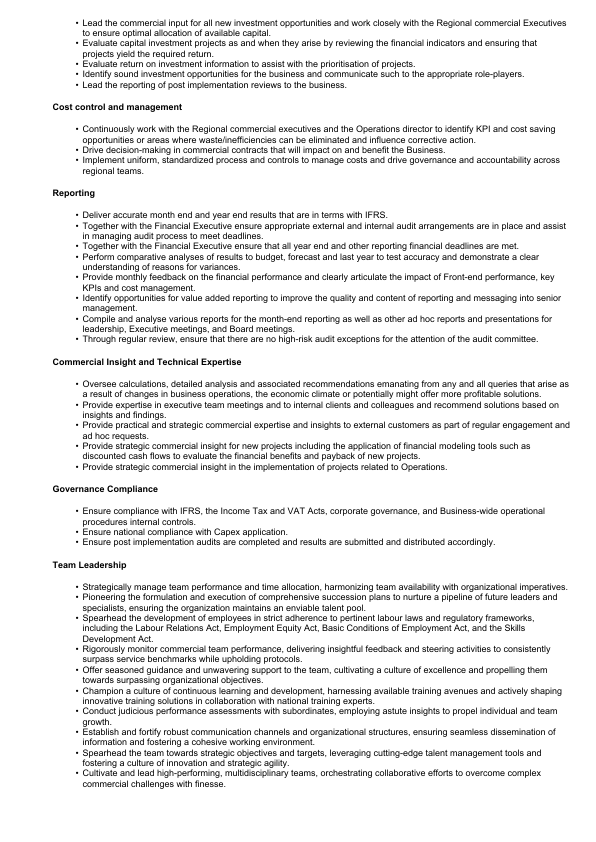 • Lead the commercial input for all new investment opportunities and work closely with the Regional commercial Executives
to ensure optimal allocation of available capital.
• Evaluate capital investment projects as and when they arise by reviewing the financial indicators and ensuring that
projects yield the required return.
• Evaluate return on investment information to assist with the prioritisation of projects.
• Identify sound investment opportunities for the business and communicate such to the appropriate role-players.
• Lead the reporting of post implementation reviews to the business.
Cost control and management
• Continuously work with the Regional commercial executives and the Operations director to identify KPI and cost saving
opportunities or areas where waste/inefficiencies can be eliminated and influence corrective action.
• Drive decision-making in commercial contracts that will impact on and benefit the Business.
• Implement uniform, standardized process and controls to manage costs and drive governance and accountability across
regional teams.
Reporting
• Deliver accurate month end and year end results that are in terms with IFRS.
• Together with the Financial Executive ensure appropriate external and internal audit arrangements are in place and assist
in managing audit process to meet deadlines.
• Together with the Financial Executive ensure that all year end and other reporting financial deadlines are met.
• Perform comparative analyses of results to budget, forecast and last year to test accuracy and demonstrate a clear
understanding of reasons for variances.
• Provide monthly feedback on the financial performance and clearly articulate the impact of Front-end performance, key
KPIs and cost management.
• Identify opportunities for value added reporting to improve the quality and content of reporting and messaging into senior
management.
• Compile and analyse various reports for the month-end reporting as well as other ad hoc reports and presentations for
leadership, Executive meetings, and Board meetings.
• Through regular review, ensure that there are no high-risk audit exceptions for the attention of the audit committee.
Commercial Insight and Technical Expertise
• Oversee calculations, detailed analysis and associated recommendations emanating from any and all queries that arise as
a result of changes in business operations, the economic climate or potentially might offer more profitable solutions.
• Provide expertise in executive team meetings and to internal clients and colleagues and recommend solutions based on
insights and findings.
• Provide practical and strategic commercial expertise and insights to external customers as part of regular engagement and
ad hoc requests.
• Provide strategic commercial insight for new projects including the application of financial modeling tools such as
discounted cash flows to evaluate the financial benefits and payback of new projects.
• Provide strategic commercial insight in the implementation of projects related to Operations.
Governance Compliance
• Ensure compliance with IFRS, the Income Tax and VAT Acts, corporate governance, and Business-wide operational
procedures internal controls.
• Ensure national compliance with Capex application.
• Ensure post implementation audits are completed and results are submitted and distributed accordingly.
Team Leadership
• Strategically manage team performance and time allocation, harmonizing team availability with organizational imperatives.
• Pioneering the formulation and execution of comprehensive succession plans to nurture a pipeline of future leaders and
specialists, ensuring the organization maintains an enviable talent pool.
• Spearhead the development of employees in strict adherence to pertinent labour laws and regulatory frameworks,
including the Labour Relations Act, Employment Equity Act, Basic Conditions of Employment Act, and the Skills
Development Act.
• Rigorously monitor commercial team performance, delivering insightful feedback and steering activities to consistently
surpass service benchmarks while upholding protocols.
• Offer seasoned guidance and unwavering support to the team, cultivating a culture of excellence and propelling them
towards surpassing organizational objectives.
• Champion a culture of continuous learning and development, harnessing available training avenues and actively shaping
innovative training solutions in collaboration with national training experts.
• Conduct judicious performance assessments with subordinates, employing astute insights to propel individual and team
growth.
• Establish and fortify robust communication channels and organizational structures, ensuring seamless dissemination of
information and fostering a cohesive working environment.
• Spearhead the team towards strategic objectives and targets, leveraging cutting-edge talent management tools and
fostering a culture of innovation and strategic agility.
• Cultivate and lead high-performing, multidisciplinary teams, orchestrating collaborative efforts to overcome complex
commercial challenges with finesse.